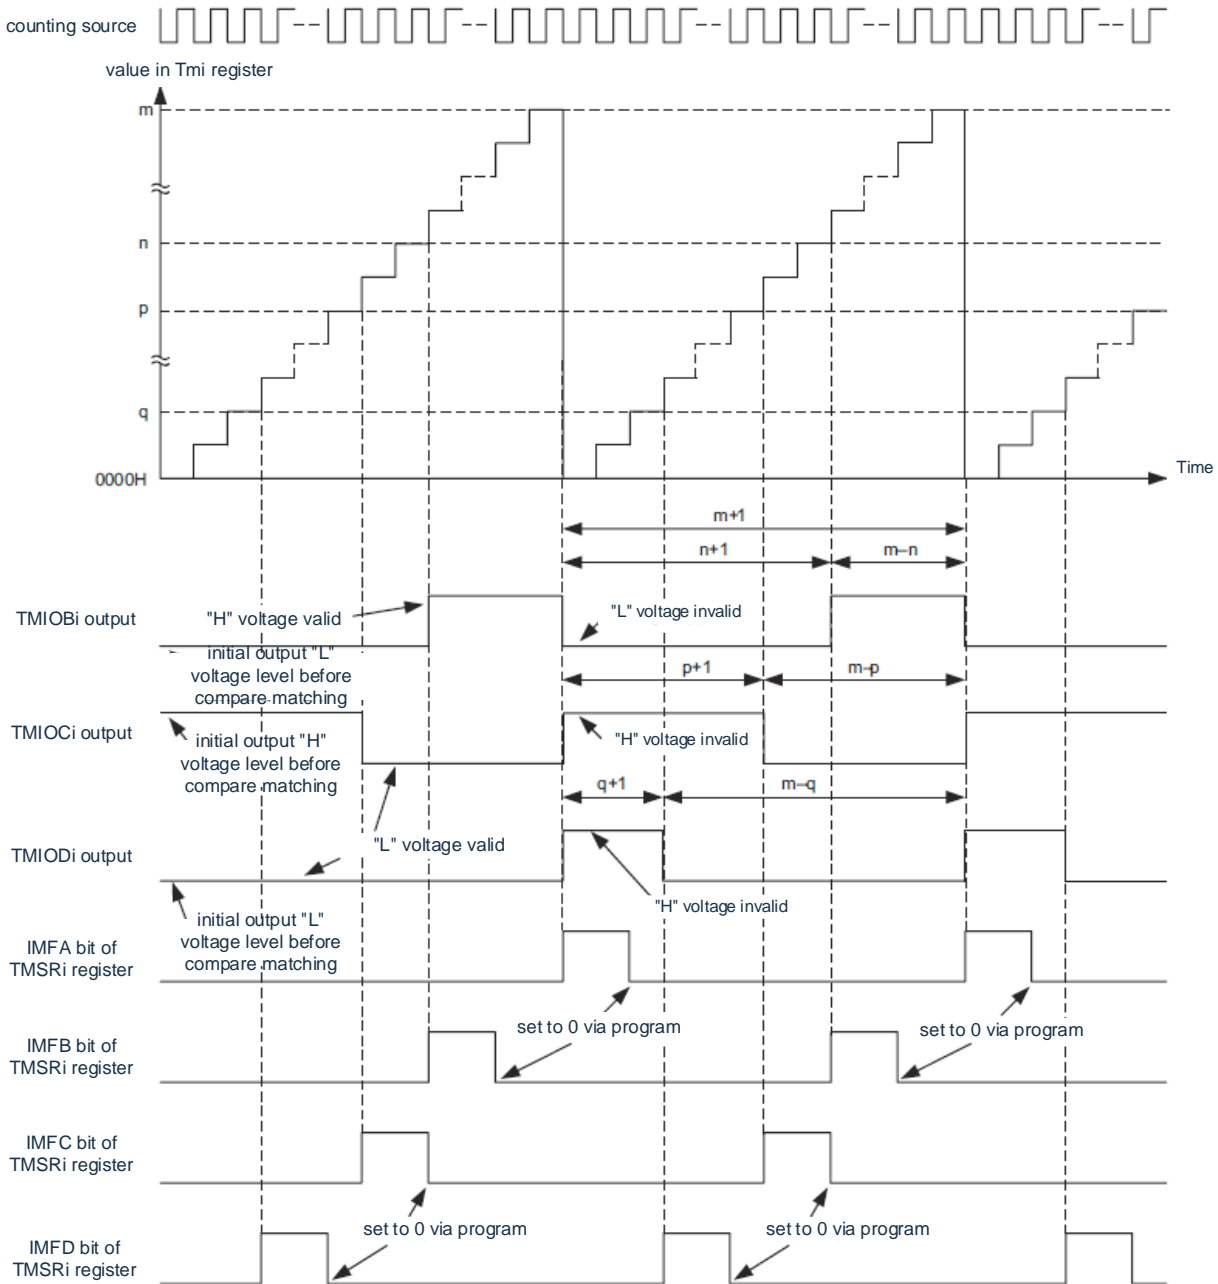 counting source
value in Tmi register
m
n
p
q
0000H
Time
m+1
n+1
m–n
TMIOBi output
"H" voltage valid
"L" voltage invalid
initial output "L"
voltage level before
compare matching
p+1
m–p
TMIOCi output
initial output "H"
voltage level before
compare matching
"H" voltage invalid
q+1
m–q
"L" voltage valid
TMIODi output
"H" voltage invalid
initial output "L"
voltage level before
compare matching
IMFA bit of
TMSRi register
set to 0 via program
set to 0 via program
IMFB bit of
TMSRi register
IMFC bit of
TMSRi register
set to 0 via program
set to 0 via program
IMFD bit of
TMSRi register